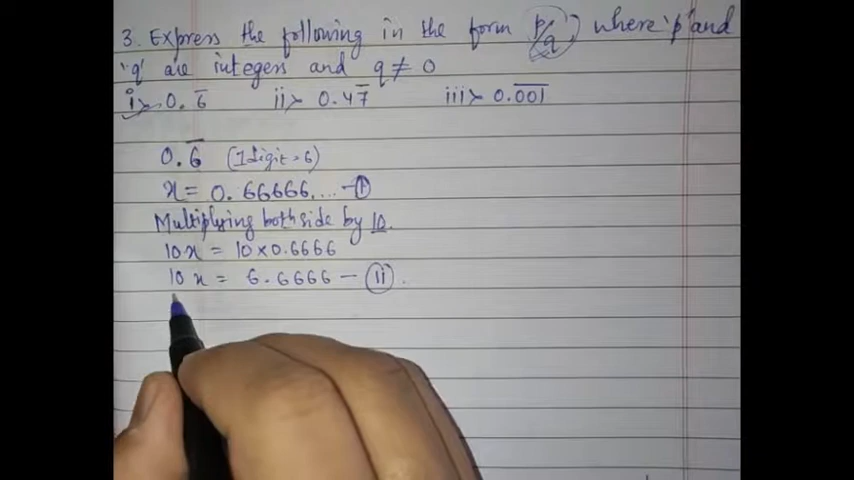 3. Express the following in the form p/q, where 'p' and
'q' are integers and q ≠ 0
i> 0.6̅ ii> 0.47̅ iii> 0.0̅0̅1̅
0.6̅ (1 digit = 6)
x = 0.66666.... — (i)
Multiplying both side by 10.
10x = 10 × 0.6666
10x = 6.6666 — (ii).